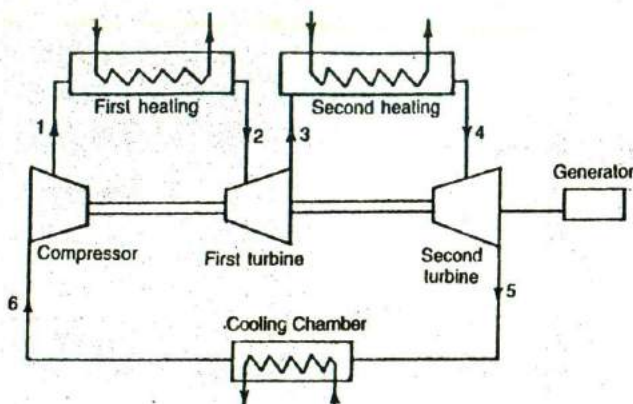 First heating
Second heating
1
2
3
4
Generator
Compressor
First turbine
Second
turbine
6
5
Cooling Chamber